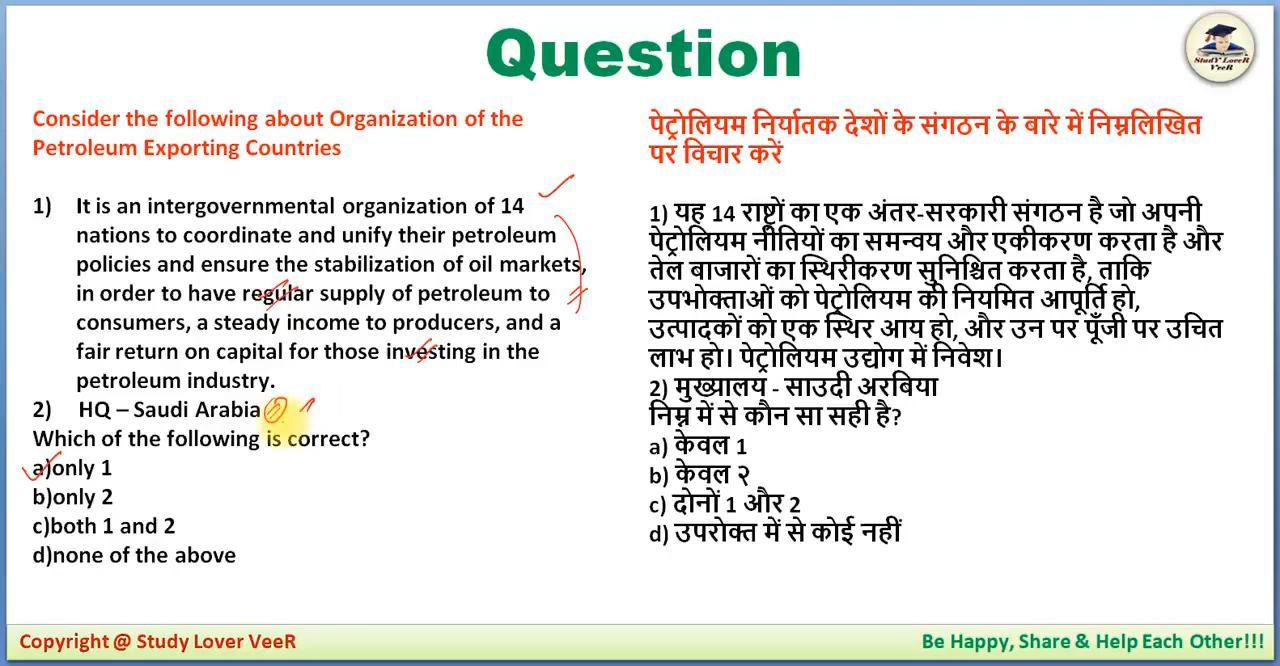 Question
StudY LoveR
VeeR
Consider the following about Organization of the
Petroleum Exporting Countries
1) It is an intergovernmental organization of 14
nations to coordinate and unify their petroleum
policies and ensure the stabilization of oil markets,
in order to have regular supply of petroleum to
consumers, a steady income to producers, and a
fair return on capital for those investing in the
petroleum industry.
2) HQ – Saudi Arabia
Which of the following is correct?
a)only 1
b)only 2
c)both 1 and 2
d)none of the above
पेट्रोलियम निर्यातक देशों के संगठन के बारे में निम्नलिखित
पर विचार करें
1) यह 14 राष्ट्रों का एक अंतर-सरकारी संगठन है जो अपनी
पेट्रोलियम नीतियों का समन्वय और एकीकरण करता है और
तेल बाजारों का स्थिरीकरण सुनिश्चित करता है, ताकि
उपभोक्ताओं को पेट्रोलियम की नियमित आपूर्ति हो,
उत्पादकों को एक स्थिर आय हो, और उन पर पूँजी पर उचित
लाभ हो। पेट्रोलियम उद्योग में निवेश।
2) मुख्यालय - साउदी अरबिया
निम्न में से कौन सा सही है?
a) केवल 1
b) केवल २
c) दोनों 1 और 2
d) उपरोक्त में से कोई नहीं
Copyright @ Study Lover VeeR
Be Happy, Share & Help Each Other!!!